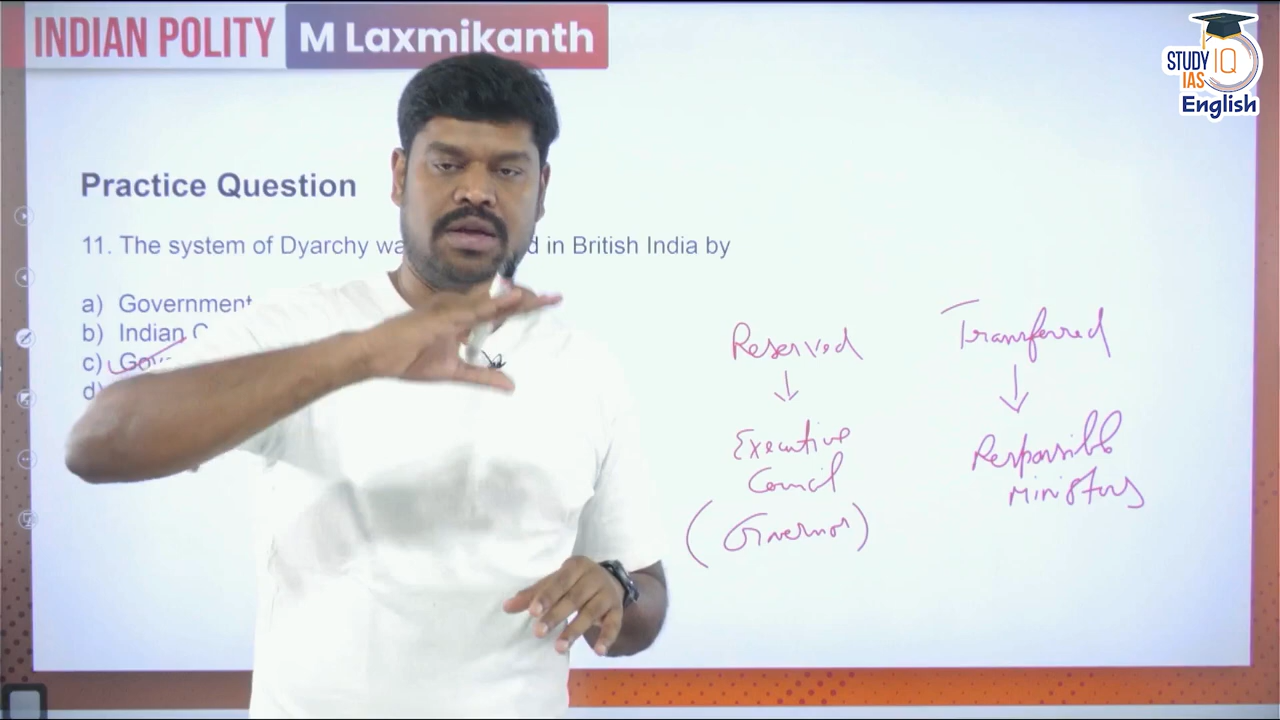 INDIAN POLITY M Laxmikanth
STUDY IQ
IAS
English
Practice Question
11. The system of Dyarchy wa d in British India by
a) Government
b) Indian
c) Gov
d)
Reserved
Executive
Council
(Governor)
Transferred
Responsible
Ministers